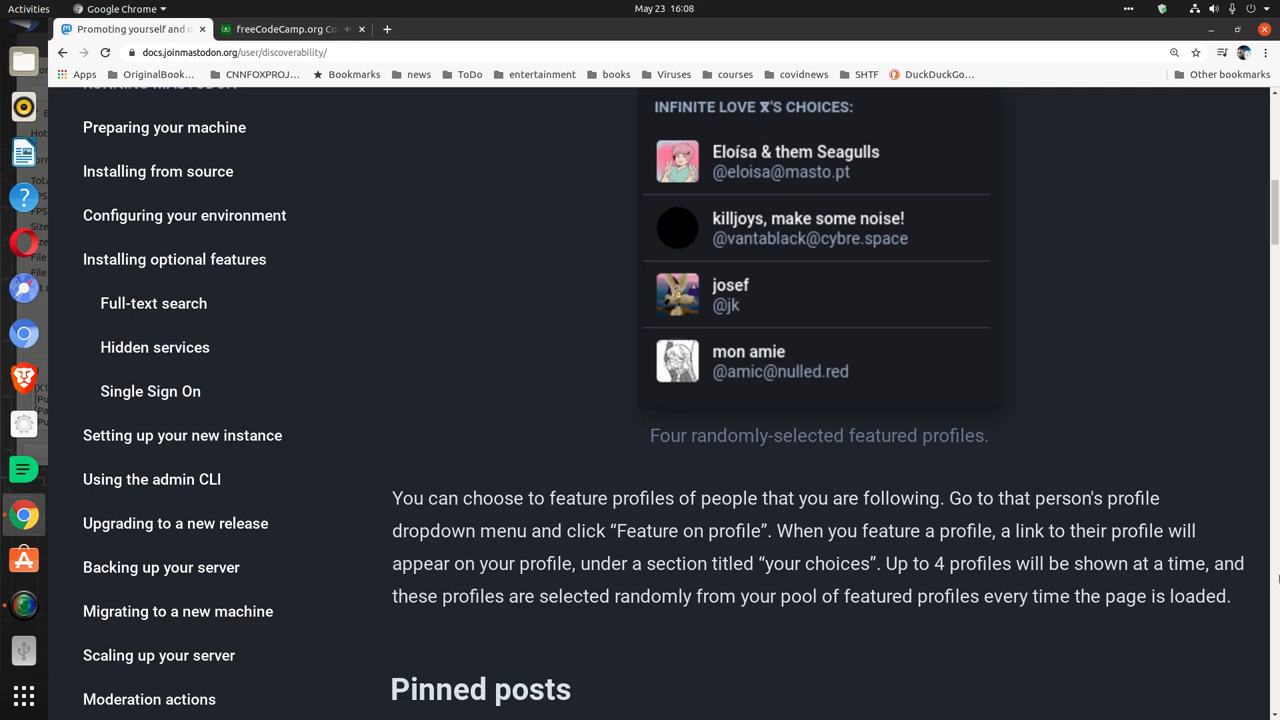 Activities
Google Chrome
May 23 16:08
Promoting yourself and o
freeCodeCamp.org Co
docs.joinmastodon.org/user/discoverability/
Apps
OriginalBook...
CNNFOXPROJ...
Bookmarks
news
ToDo
entertainment
books
Viruses
courses
covidnews
SHTF
DuckDuckGo...
Other bookmarks
RUNNING MASTODON
Preparing your machine
Installing from source
Configuring your environment
Installing optional features
Full-text search
Hidden services
Single Sign On
Setting up your new instance
Using the admin CLI
Upgrading to a new release
Backing up your server
Migrating to a new machine
Scaling up your server
Moderation actions
INFINITE LOVE ⴳ'S CHOICES:
Eloísa & them Seagulls
@eloisa@masto.pt
killjoys, make some noise!
@vantablack@cybre.space
josef
@jk
mon amie
@amic@nulled.red
Four randomly-selected featured profiles.
You can choose to feature profiles of people that you are following. Go to that person's profile
dropdown menu and click “Feature on profile”. When you feature a profile, a link to their profile will
appear on your profile, under a section titled “your choices”. Up to 4 profiles will be shown at a time, and
these profiles are selected randomly from your pool of featured profiles every time the page is loaded.
Pinned posts